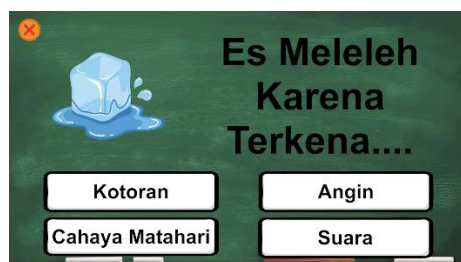 Es Meleleh
Karena
Terkena....
Kotoran
Angin
Cahaya Matahari
Suara